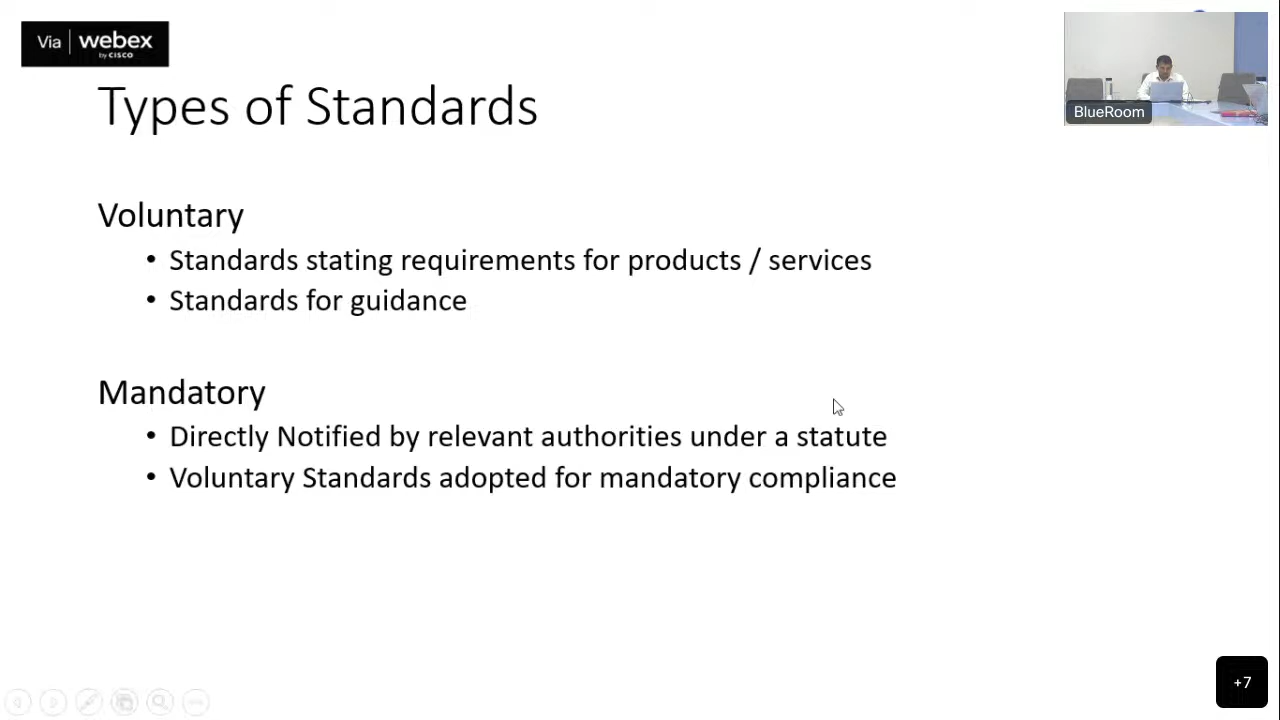 Via webex
by CISCO
BlueRoom
Types of Standards
Voluntary
• Standards stating requirements for products / services
• Standards for guidance
Mandatory
• Directly Notified by relevant authorities under a statute
• Voluntary Standards adopted for mandatory compliance
+7